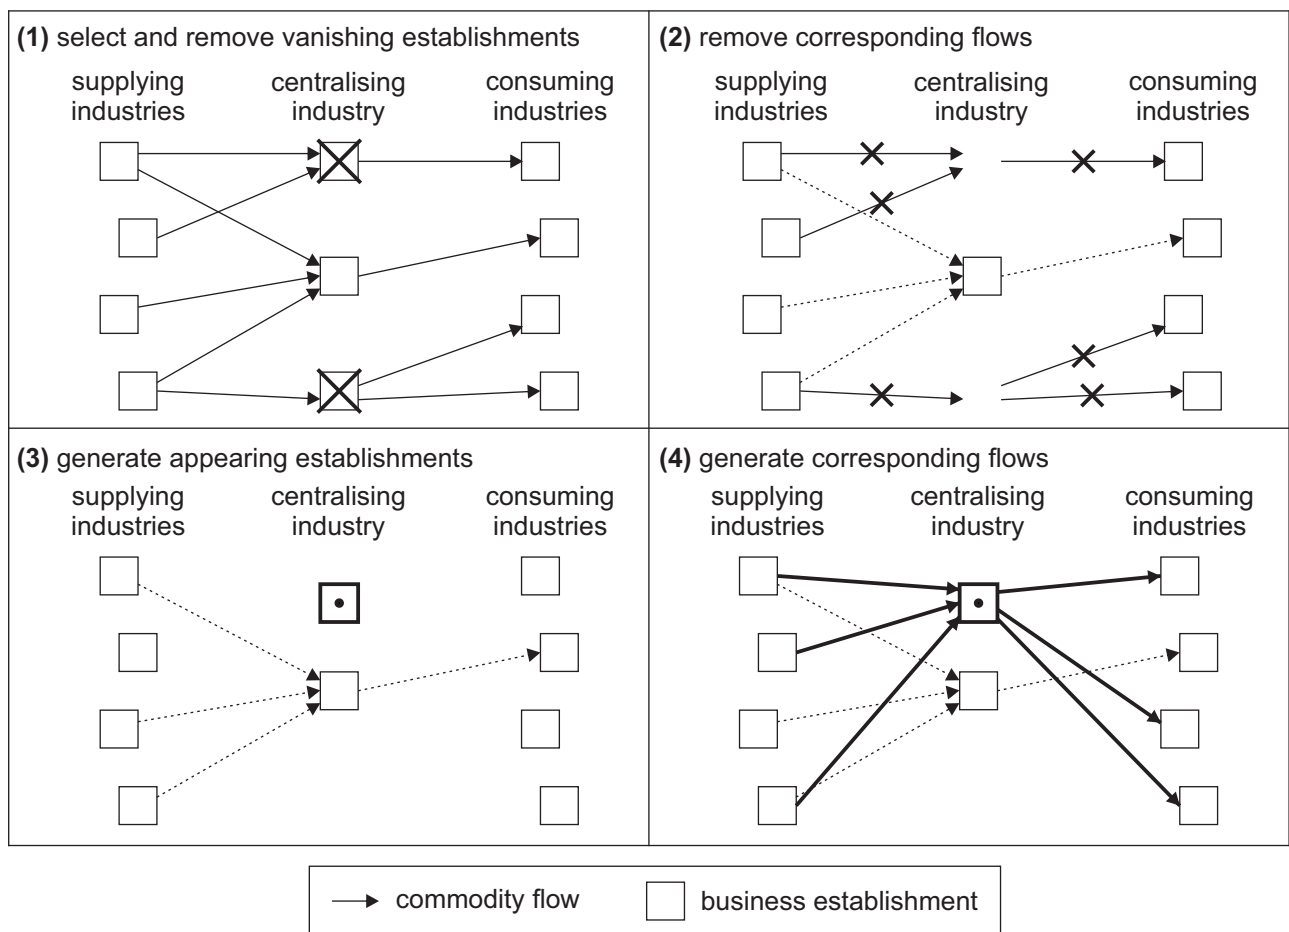 (1) select and remove vanishing establishments
supplying industries
centralising industry
consuming industries
(2) remove corresponding flows
supplying industries
centralising industry
consuming industries
(3) generate appearing establishments
supplying industries
centralising industry
consuming industries
(4) generate corresponding flows
supplying industries
centralising industry
consuming industries
commodity flow
business establishment